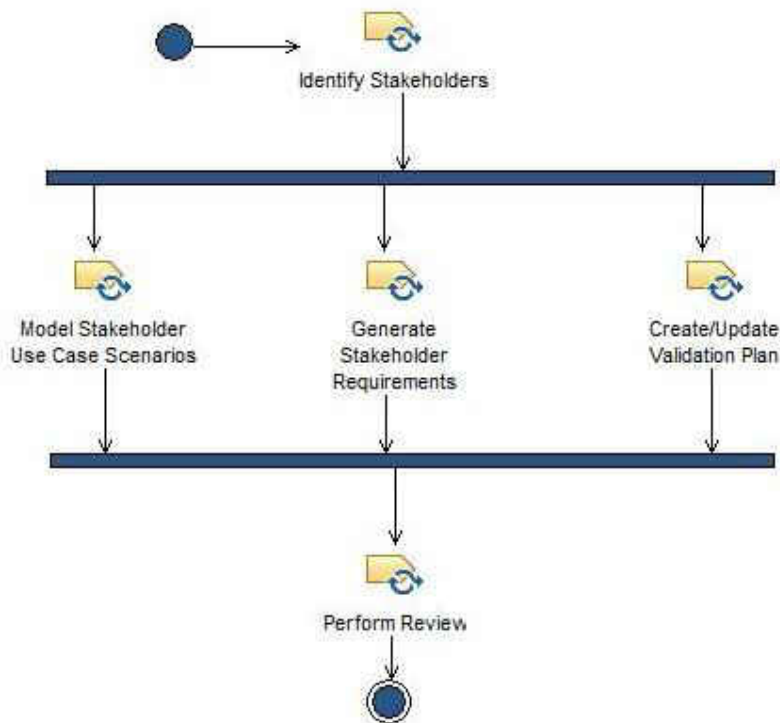 Identify Stakeholders
Model Stakeholder
Use Case Scenarios
Generate
Stakeholder
Requirements
Create/Update
Validation Plan
Perform Review